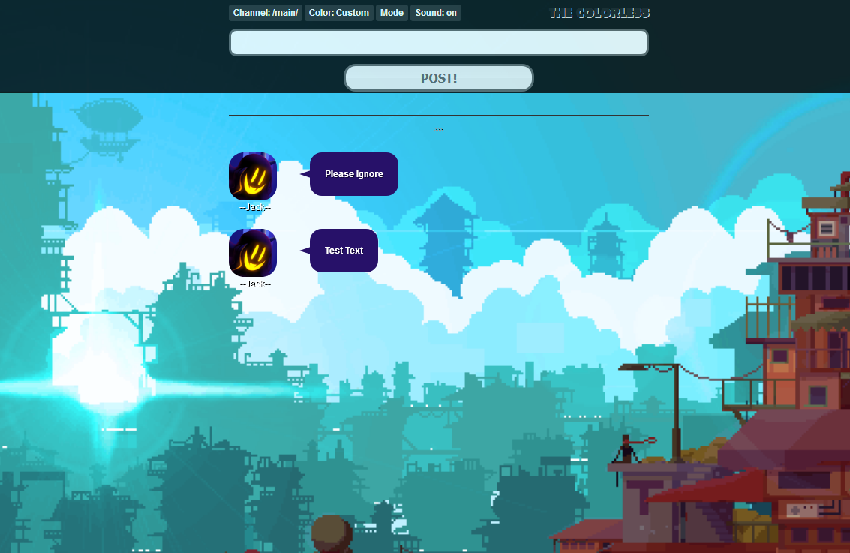 Channel: /main/ Color: Custom Mode Sound: on THE COLORLESS
POST!
...
Please Ignore
--Jack--
Test Text
--Jack--